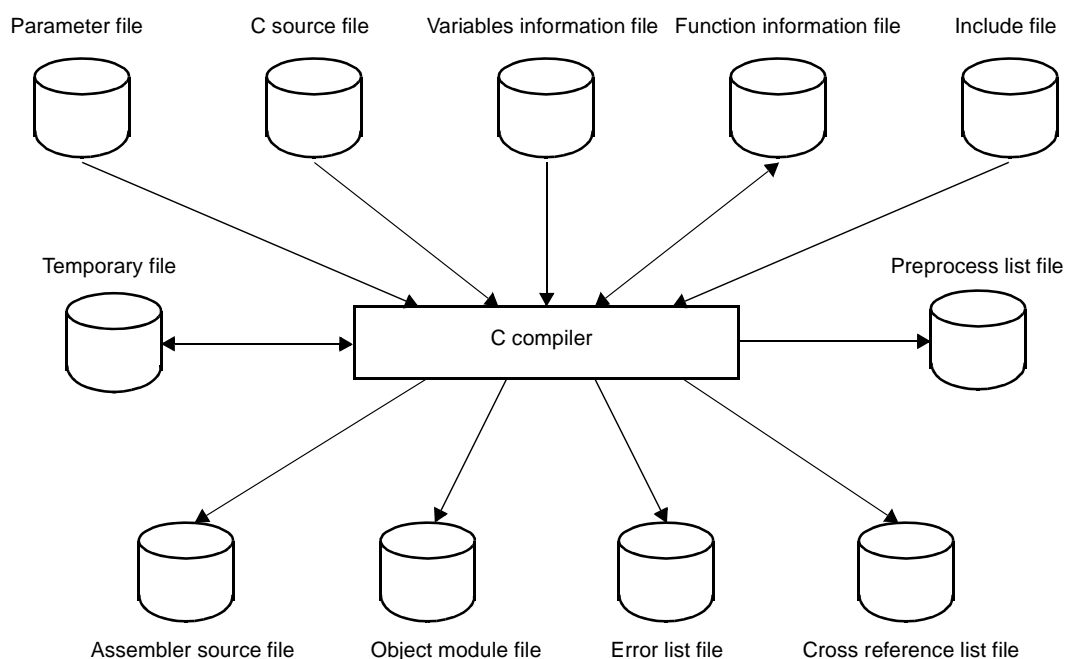 Parameter file
C source file
Variables information file
Function information file
Include file
Temporary file
Preprocess list file
C compiler
Assembler source file
Object module file
Error list file
Cross reference list file